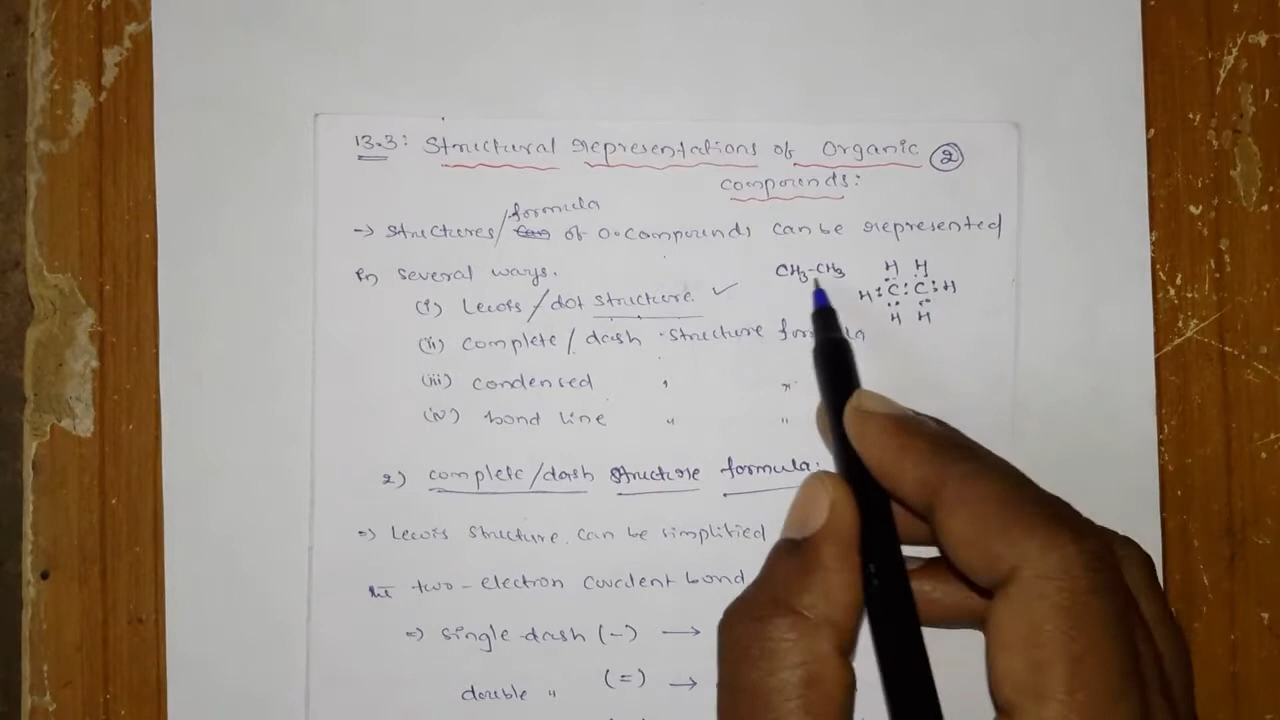 13.3: Structural representations of Organic ②
compounds:
→ structures/formula of o.compounds can be represented
in several ways.
CH3-CH3
H H
H : C : C : H
H H
(i) Lewis/dot structure ✓
(ii) complete/dash structure formula
(iii) condensed " "
(iv) bond line " "
2) complete/dash structure formula:
⇒ Lewis structure can be simplified
two-electron covalent bond
⇒ single dash (-) →
double " (=) →